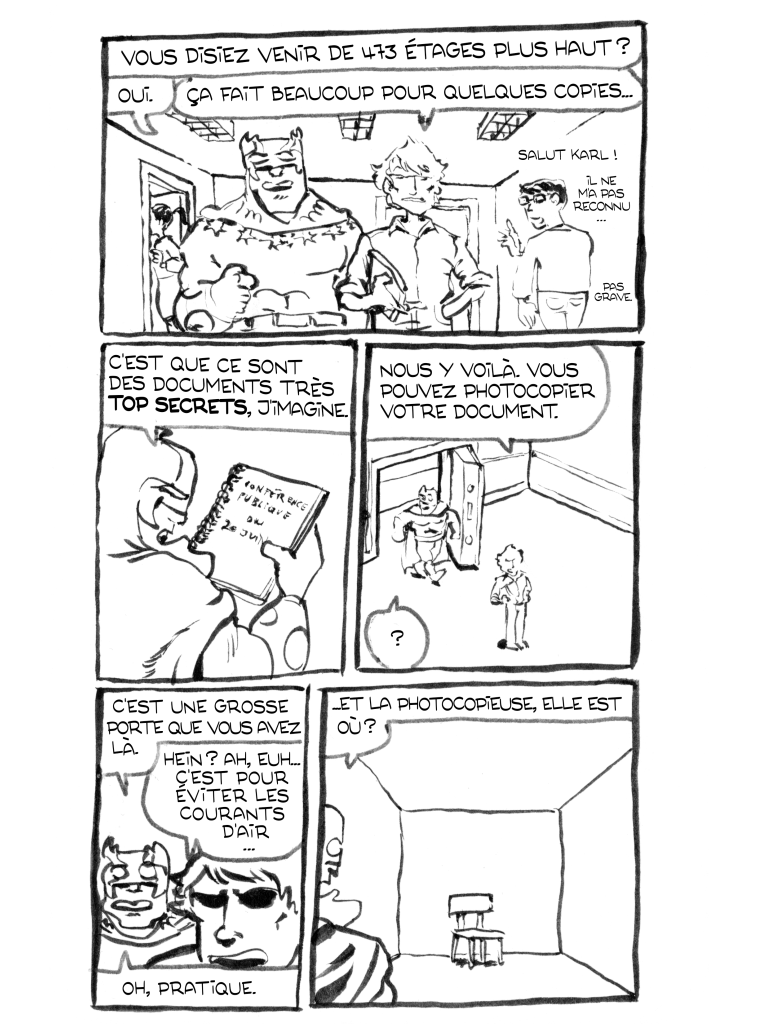 VOUS DISIEZ VENIR DE 473 ÉTAGES PLUS HAUT ?
OUI.
ÇA FAIT BEAUCOUP POUR QUELQUES COPIES...
SALUT KARL !
IL NE
M'A PAS
RECONNU
...
PAS
GRAVE.
C'EST QUE CE SONT
DES DOCUMENTS TRÈS
TOP SECRETS, J'IMAGINE.
CONFÉRENCE
PUBLIQUE
DU
20 JUIN
NOUS Y VOILÀ. VOUS
POUVEZ PHOTOCOPIER
VOTRE DOCUMENT.
?
C'EST UNE GROSSE
PORTE QUE VOUS AVEZ
LÀ.
HEIN ? AH, EUH...
C'EST POUR
ÉVITER LES
COURANTS
D'AIR
...
OH, PRATIQUE.
...ET LA PHOTOCOPIEUSE, ELLE EST
OÙ ?